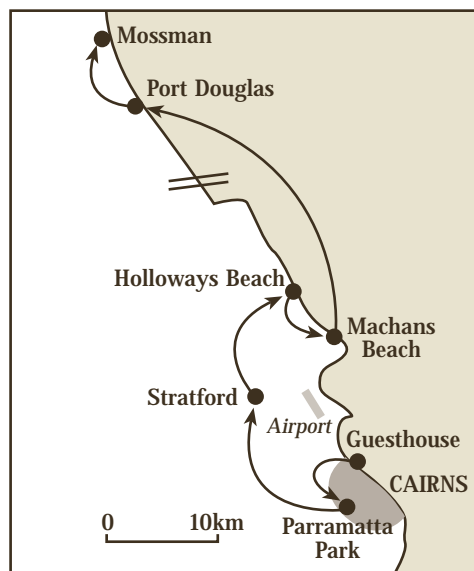 Mossman
Port Douglas
Holloways Beach
Machans
Beach
Stratford
Airport
Guesthouse
CAIRNS
0 10km
Parramatta
Park